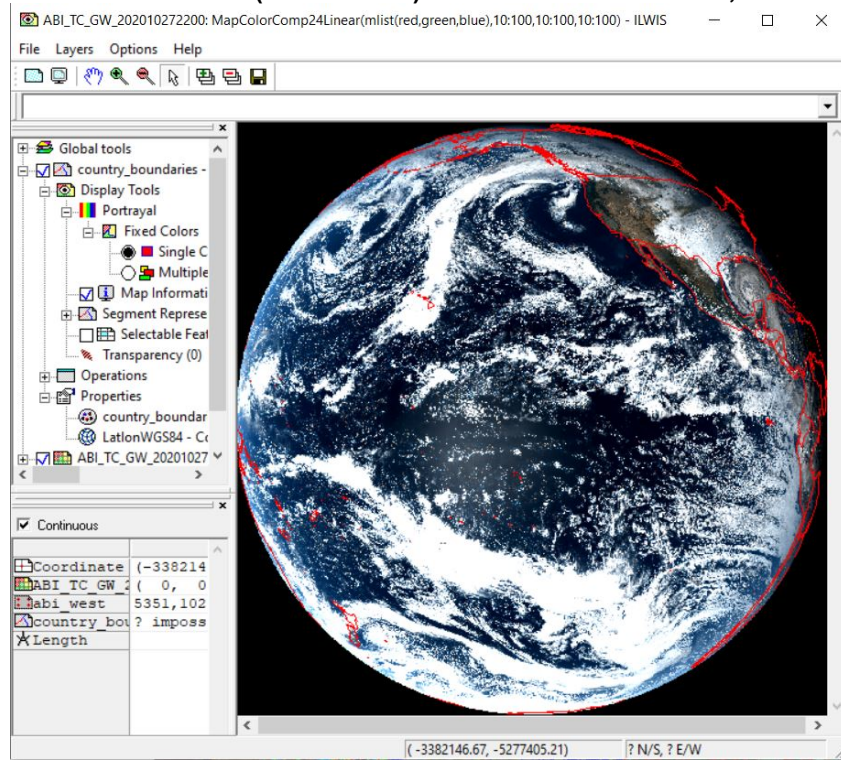 ABI_TC_GW_202010272200: MapColorComp24Linear(mlist(red,green,blue),10:100,10:100,10:100) - ILWIS
File Layers Options Help
Global tools
country_boundaries -
Display Tools
Portrayal
Fixed Colors
Single C
Multiple
Map Informati
Segment Represe
Selectable Feat
Transparency (0)
Operations
Properties
country_boundar
LatlonWGS84 - Co
ABI_TC_GW_20201027
Continuous
Coordinate (-338214
ABI_TC_GW_2 ( 0, 0
abi_west 5351,102
country_bou ? imposs
Length
( -3382146.67, -5277405.21) ? N/S, ? E/W